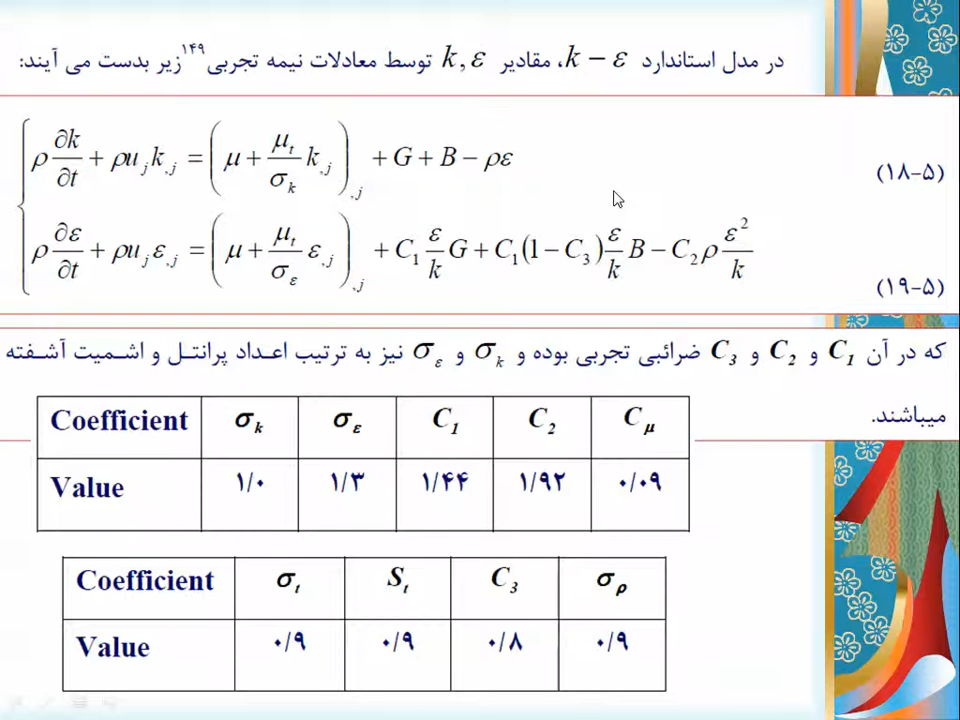 در مدل استاندارد k − ε، مقادیر k , ε توسط معادلات نیمه تجربی۱۴۹ زیر بدست می آیند:
ρ ∂k/∂t + ρu_j k_{,j} = (μ + μ_t/σ_k k_{,j})_{,j} + G + B − ρε (۵-۱۸)
ρ ∂ε/∂t + ρu_j ε_{,j} = (μ + μ_t/σ_ε ε_{,j})_{,j} + C_1 ε/k G + C_1(1 − C_3) ε/k B − C_2 ρ ε²/k (۵-۱۹)
که در آن C_1 و C_2 و C_3 ضرائبی تجربی بوده و σ_k و σ_ε نیز به ترتیب اعداد پرانتل و اشمیت آشفته
میباشند.
Coefficient σ_k σ_ε C_1 C_2 C_μ
Value ۱/۰ ۱/۳ ۱/۴۴ ۱/۹۲ ۰/۰۹
Coefficient σ_t S_t C_3 σ_ρ
Value ۰/۹ ۰/۹ ۰/۸ ۰/۹